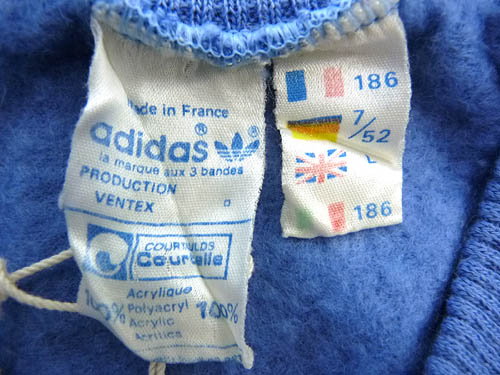 Made in France
adidas®
®
la marque aux 3 bandes
PRODUCTION
VENTEX
COURTAULDS
Courtelle
Acrylique
100% Polyacryl 100%
Acrylic
Acrilica
186
7/52
L
186